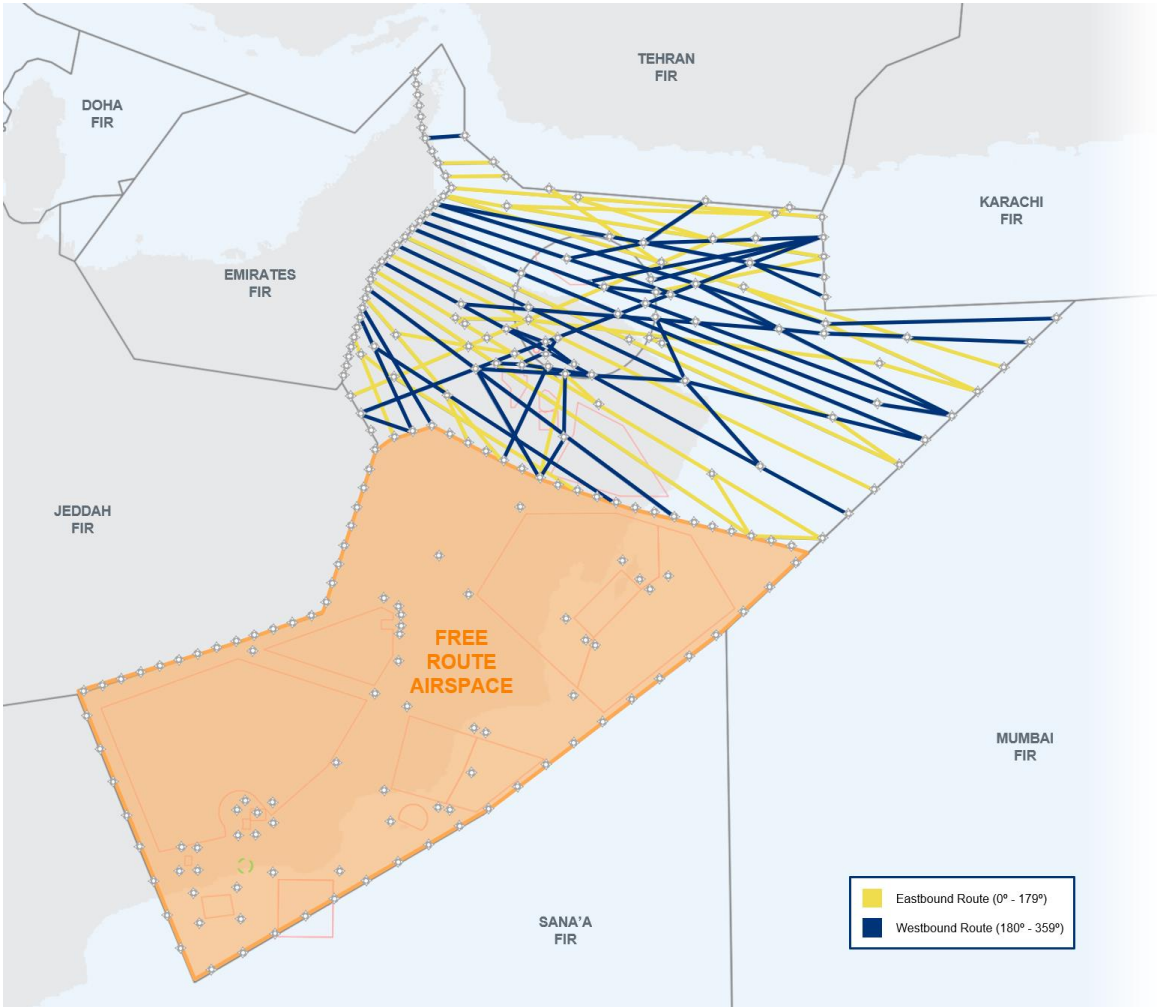 TEHRAN
FIR
DOHA
FIR
KARACHI
FIR
EMIRATES
FIR
JEDDAH
FIR
FREE
ROUTE
AIRSPACE
MUMBAI
FIR
SANA'A
FIR
Eastbound Route (0º - 179º)
Westbound Route (180º - 359º)